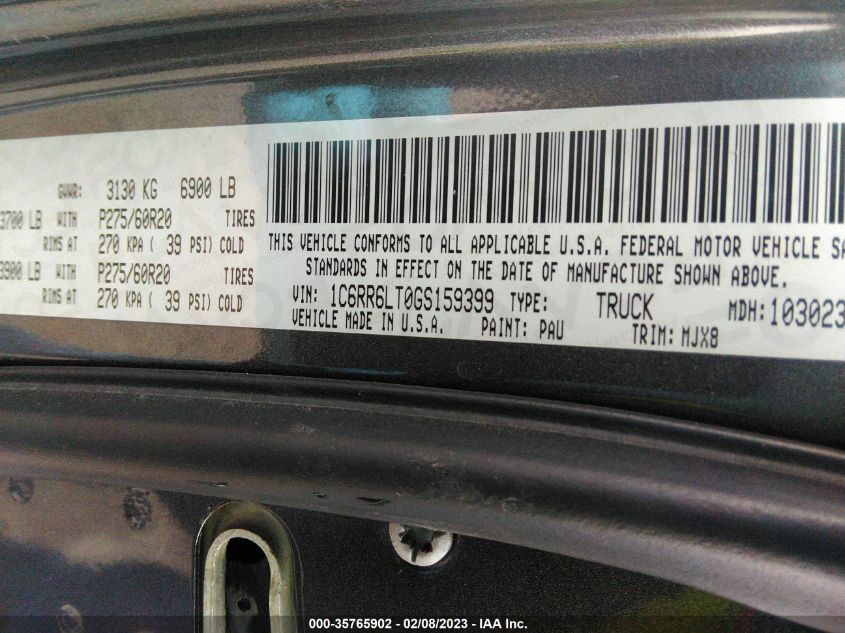 GVWR: 3130 KG 6900 LB
3700 LB WITH P275/60R20 TIRES
RIMS AT 270 KPA ( 39 PSI) COLD
3900 LB WITH P275/60R20 TIRES
RIMS AT 270 KPA ( 39 PSI) COLD
THIS VEHICLE CONFORMS TO ALL APPLICABLE U.S.A. FEDERAL MOTOR VEHICLE SA
STANDARDS IN EFFECT ON THE DATE OF MANUFACTURE SHOWN ABOVE.
VIN: 1C6RR6LT0GS159399 TYPE: TRUCK MDH: 103023
VEHICLE MADE IN U.S.A. PAINT: PAU TRIM: MJX8
000-35765902 - 02/08/2023 - IAA Inc.